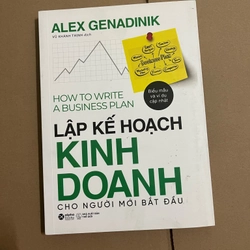 ALEX GENADINIK
HOW TO WRITE
A BUSINESS PLAN
Biểu mẫu và ví dụ
cập nhật
LẬP KẾ HOẠCH
KINH
DOANH
CHO NGƯỜI MỚI BẮT ĐẦU